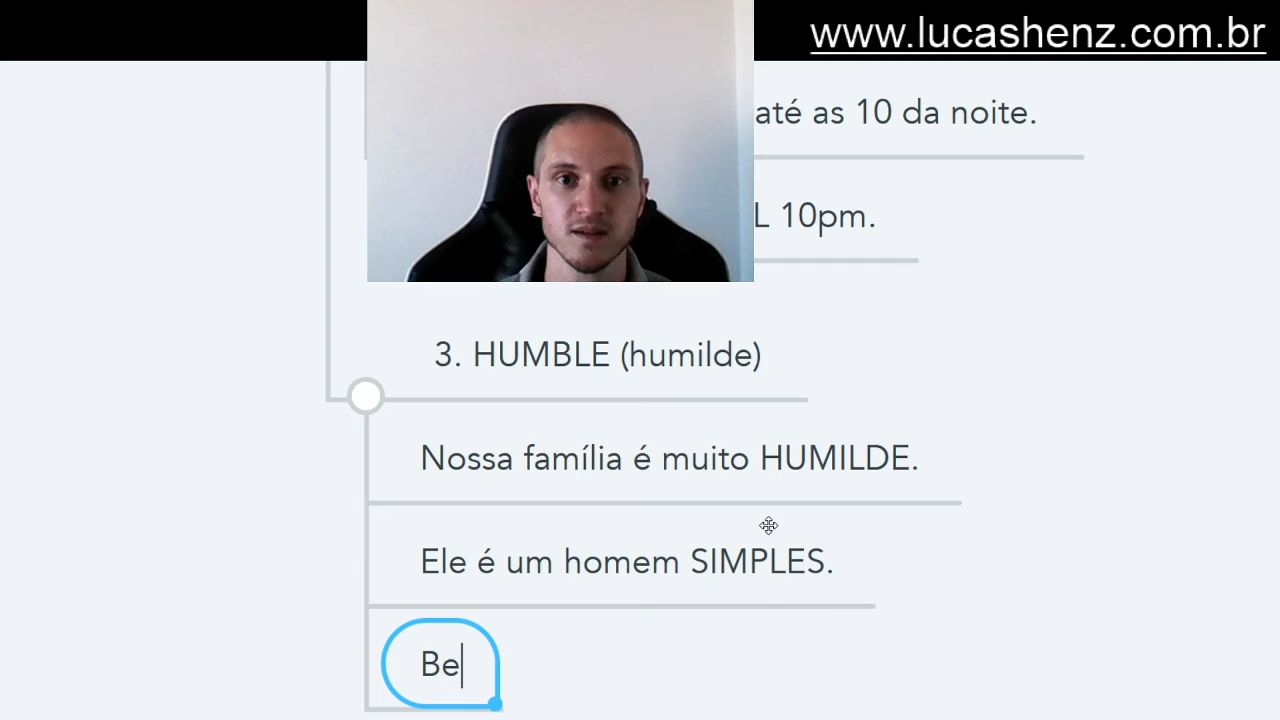 www.lucashenz.com.br
até as 10 da noite.
L 10pm.
3. HUMBLE (humilde)
Nossa família é muito HUMILDE.
Ele é um homem SIMPLES.
Be